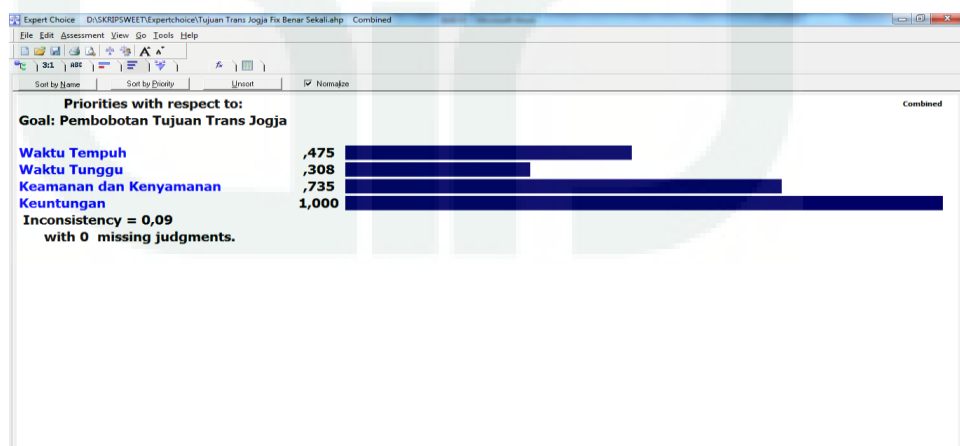 Expert Choice D:\SKRIPSWEET\Expertchoice\Tujuan Trans Jogja Fix Benar Sekali.ahp Combined
File Edit Assessment View Go Tools Help
A A
3:1 ABC
Sort by Name Sort by Priority Unsort Normalize
Priorities with respect to: Combined
Goal: Pembobotan Tujuan Trans Jogja
Waktu Tempuh ,475
Waktu Tunggu ,308
Keamanan dan Kenyamanan ,735
Keuntungan 1,000
Inconsistency = 0,09
with 0 missing judgments.